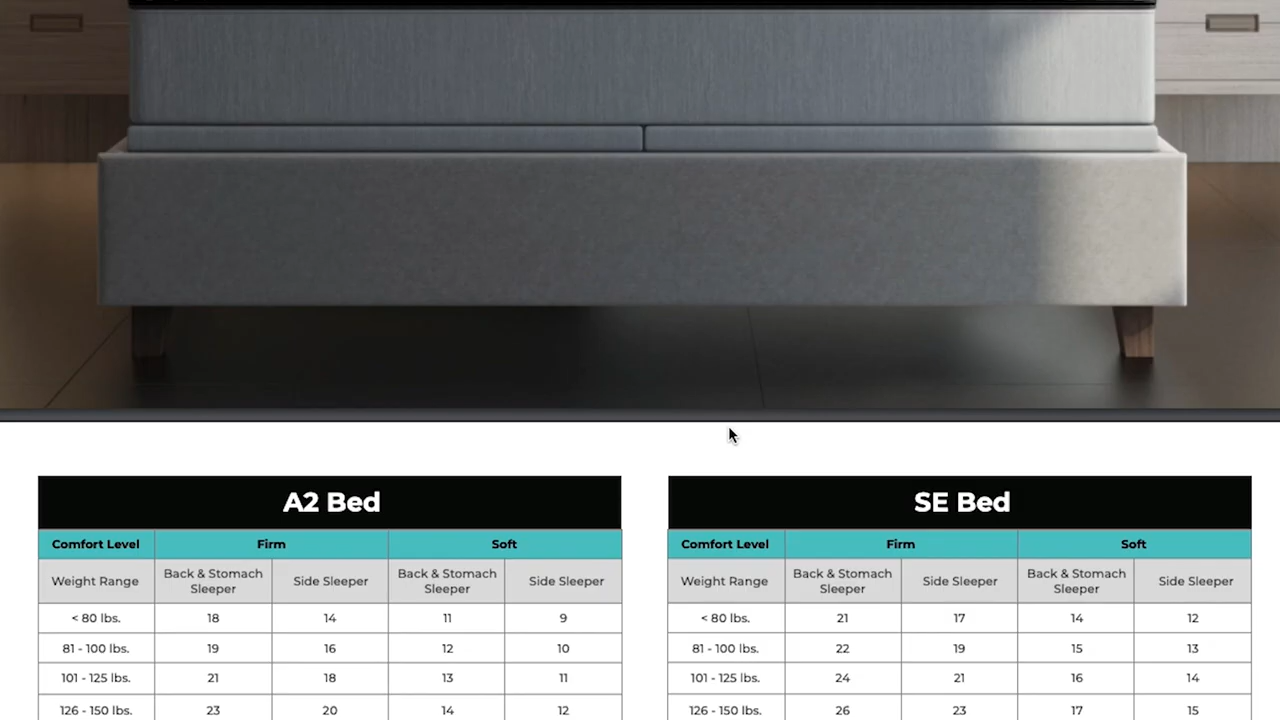 A2 Bed
Comfort Level Firm Soft
Weight Range Back & Stomach Sleeper Side Sleeper Back & Stomach Sleeper Side Sleeper
< 80 lbs. 18 14 11 9
81 - 100 lbs. 19 16 12 10
101 - 125 lbs. 21 18 13 11
126 - 150 lbs. 23 20 14 12
SE Bed
Comfort Level Firm Soft
Weight Range Back & Stomach Sleeper Side Sleeper Back & Stomach Sleeper Side Sleeper
< 80 lbs. 21 17 14 12
81 - 100 lbs. 22 19 15 13
101 - 125 lbs. 24 21 16 14
126 - 150 lbs. 26 23 17 15